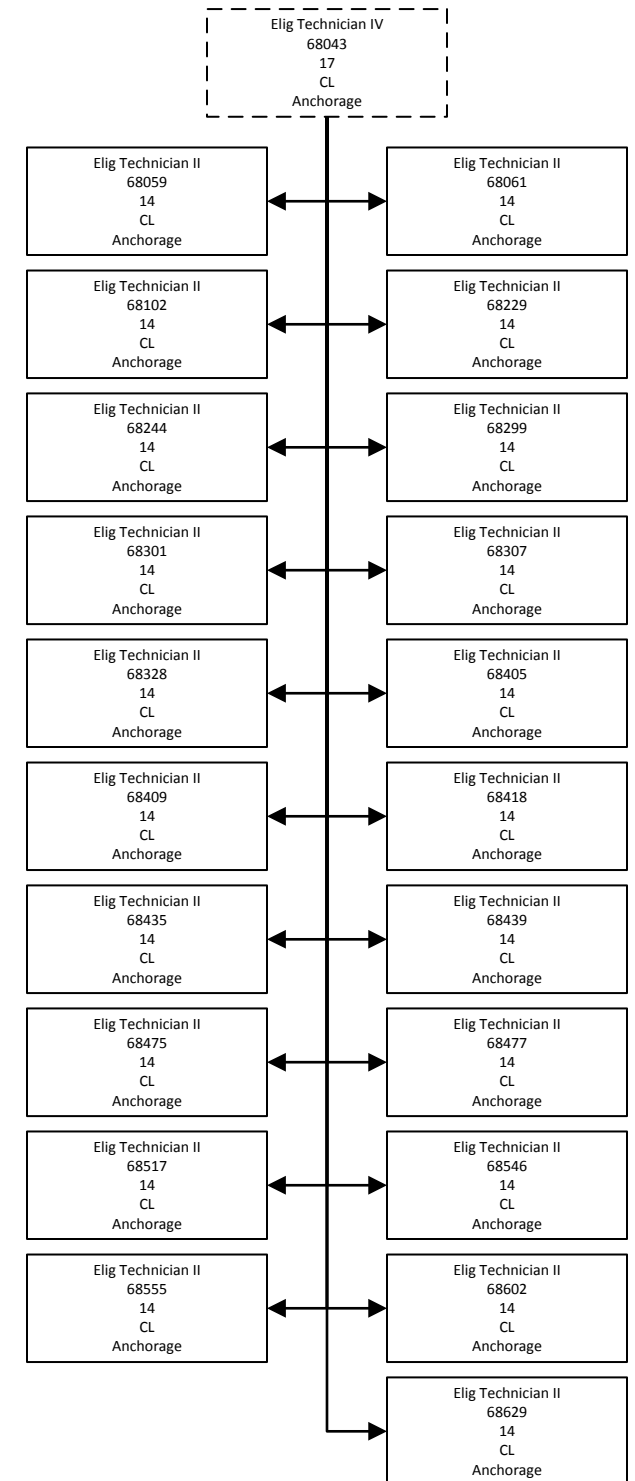 Elig Technician IV
68043
17
CL
Anchorage
Elig Technician II
68059
14
CL
Anchorage
Elig Technician II
68061
14
CL
Anchorage
Elig Technician II
68102
14
CL
Anchorage
Elig Technician II
68229
14
CL
Anchorage
Elig Technician II
68244
14
CL
Anchorage
Elig Technician II
68299
14
CL
Anchorage
Elig Technician II
68301
14
CL
Anchorage
Elig Technician II
68307
14
CL
Anchorage
Elig Technician II
68328
14
CL
Anchorage
Elig Technician II
68405
14
CL
Anchorage
Elig Technician II
68409
14
CL
Anchorage
Elig Technician II
68418
14
CL
Anchorage
Elig Technician II
68435
14
CL
Anchorage
Elig Technician II
68439
14
CL
Anchorage
Elig Technician II
68475
14
CL
Anchorage
Elig Technician II
68477
14
CL
Anchorage
Elig Technician II
68517
14
CL
Anchorage
Elig Technician II
68546
14
CL
Anchorage
Elig Technician II
68555
14
CL
Anchorage
Elig Technician II
68602
14
CL
Anchorage
Elig Technician II
68629
14
CL
Anchorage